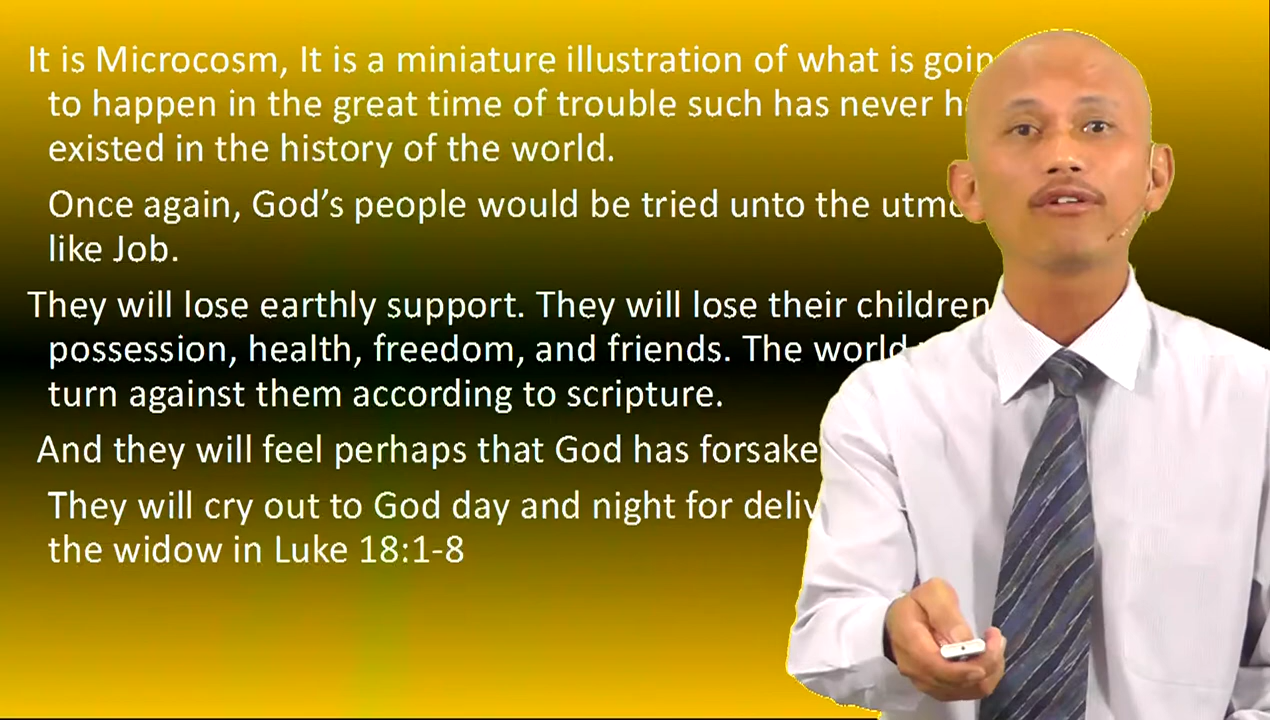 It is Microcosm, It is a miniature illustration of what is
to happen in the great time of trouble such has never
existed in the history of the world.
Once again, God’s people would be tried unto the
like Job.
They will lose earthly support. They will lose their children
possession, health, freedom, and friends. The world
turn against them according to scripture.
And they will feel perhaps that God has
They will cry out to God day and night for
the widow in Luke 18:1-8